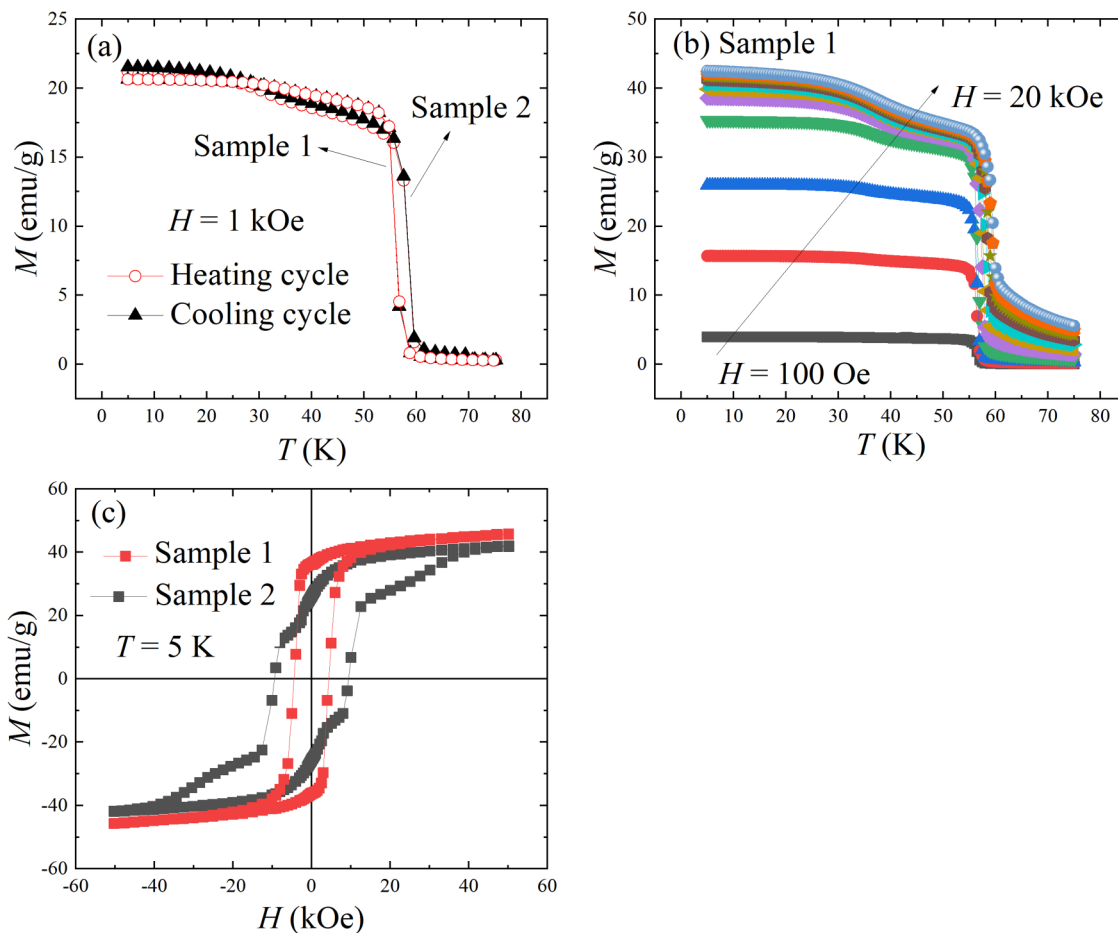 (a)
Sample 2
Sample 1
H = 1 kOe
Heating cycle
Cooling cycle
M (emu/g)
25
20
15
10
5
0
0 10 20 30 40 50 60 70 80
T (K)
(b) Sample 1
H = 20 kOe
H = 100 Oe
M (emu/g)
50
40
30
20
10
0
0 10 20 30 40 50 60 70 80
T (K)
(c)
Sample 1
Sample 2
T = 5 K
M (emu/g)
60
40
20
0
-20
-40
-60
-60 -40 -20 0 20 40 60
H (kOe)